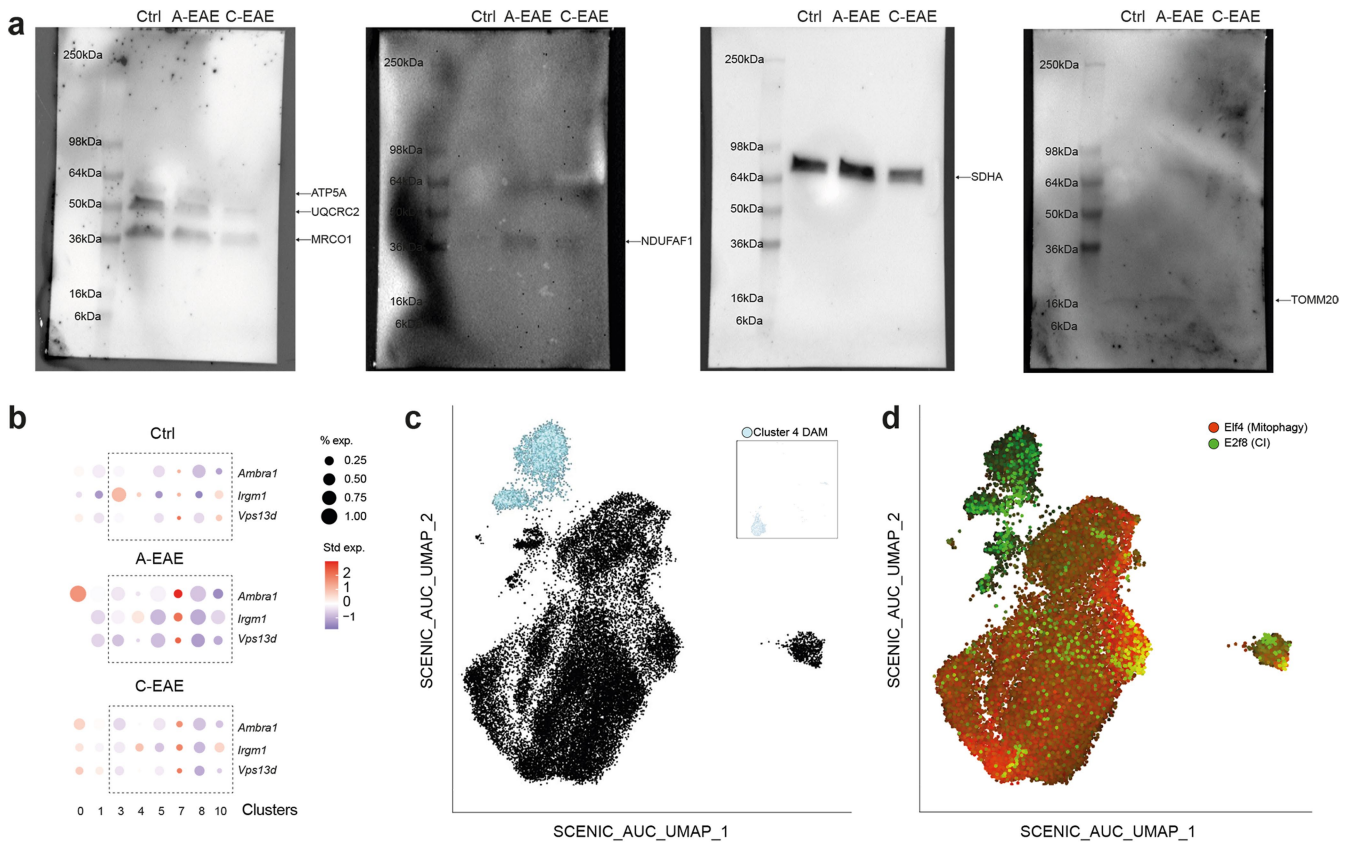 a
Ctrl A-EAE C-EAE
250kDa
98kDa
64kDa
50kDa
36kDa
16kDa
6kDa
ATP5A
UQCRC2
MRCO1
Ctrl A-EAE C-EAE
250kDa
98kDa
64kDa
50kDa
36kDa
16kDa
6kDa
NDUFAF1
Ctrl A-EAE C-EAE
250kDa
98kDa
64kDa
50kDa
36kDa
16kDa
6kDa
SDHA
Ctrl A-EAE C-EAE
250kDa
98kDa
64kDa
50kDa
36kDa
16kDa
6kDa
TOMM20
b
Ctrl
Ambra1
Irgm1
Vps13d
A-EAE
Ambra1
Irgm1
Vps13d
C-EAE
Ambra1
Irgm1
Vps13d
0 1 3 4 5 7 8 10 Clusters
% exp.
0.25
0.50
0.75
1.00
Std exp.
2
1
0
−1
c
Cluster 4 DAM
SCENIC_AUC_UMAP_2
SCENIC_AUC_UMAP_1
d
Elf4 (Mitophagy)
E2f8 (CI)
SCENIC_AUC_UMAP_2
SCENIC_AUC_UMAP_1